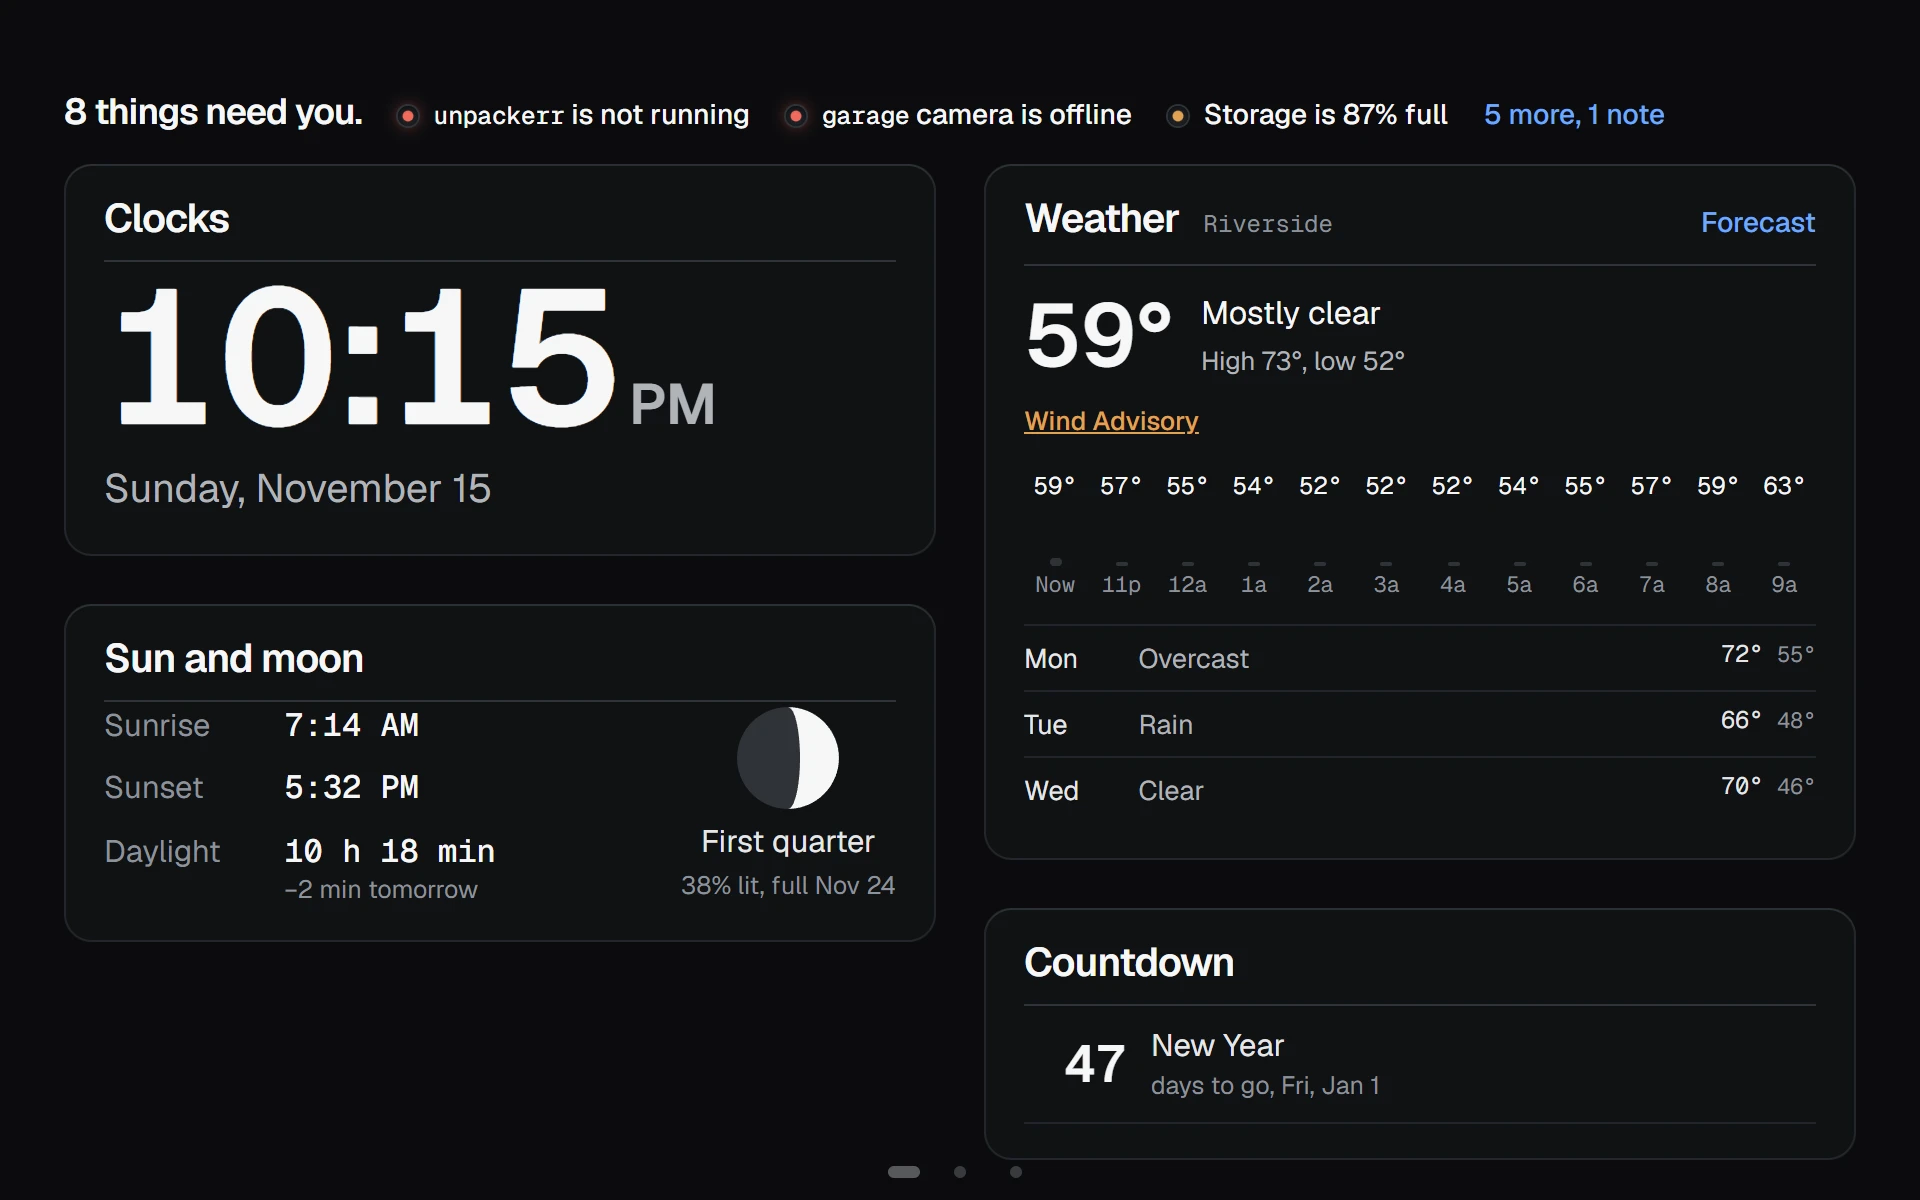 8 things need you. unpackerr is not running garage camera is offline Storage is 87% full 5 more, 1 note
Clocks
10:15 PM
Sunday, November 15
Sun and moon
Sunrise 7:14 AM
Sunset 5:32 PM
Daylight 10 h 18 min
−2 min tomorrow
First quarter
38% lit, full Nov 24
Weather Riverside Forecast
59° Mostly clear
High 73°, low 52°
Wind Advisory
59° 57° 55° 54° 52° 52° 52° 54° 55° 57° 59° 63°
Now 11p 12a 1a 2a 3a 4a 5a 6a 7a 8a 9a
Mon Overcast 72° 55°
Tue Rain 66° 48°
Wed Clear 70° 46°
Countdown
47 New Year
days to go, Fri, Jan 1